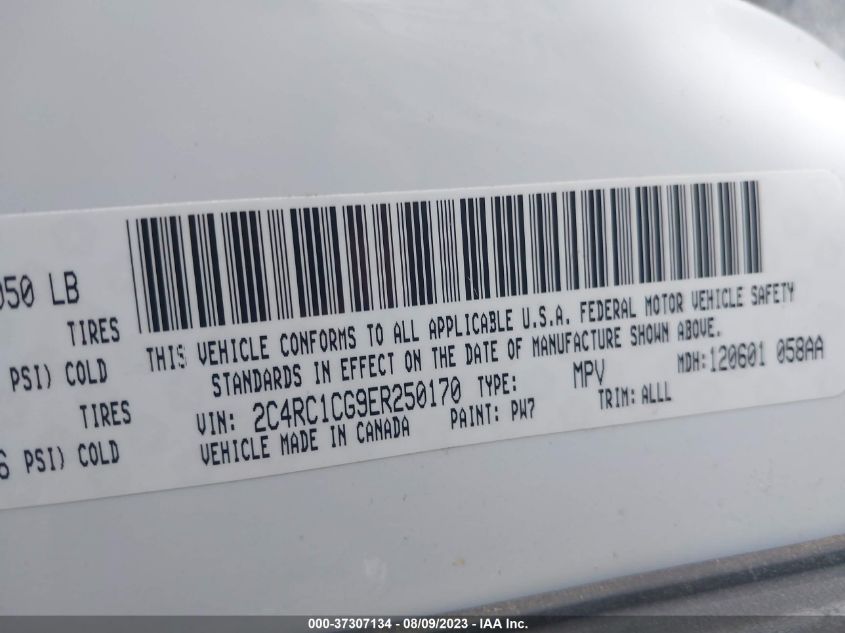 050 LB
TIRES
PSI) COLD
TIRES
6 PSI) COLD
THIS VEHICLE CONFORMS TO ALL APPLICABLE U.S.A. FEDERAL MOTOR VEHICLE SAFETY
STANDARDS IN EFFECT ON THE DATE OF MANUFACTURE SHOWN ABOVE.
VIN: 2C4RC1CG9ER250170 TYPE: MPV MDH:120601 058AA
VEHICLE MADE IN CANADA PAINT: PW7 TRIM: ALLL
000-37307134 - 08/09/2023 - IAA Inc.